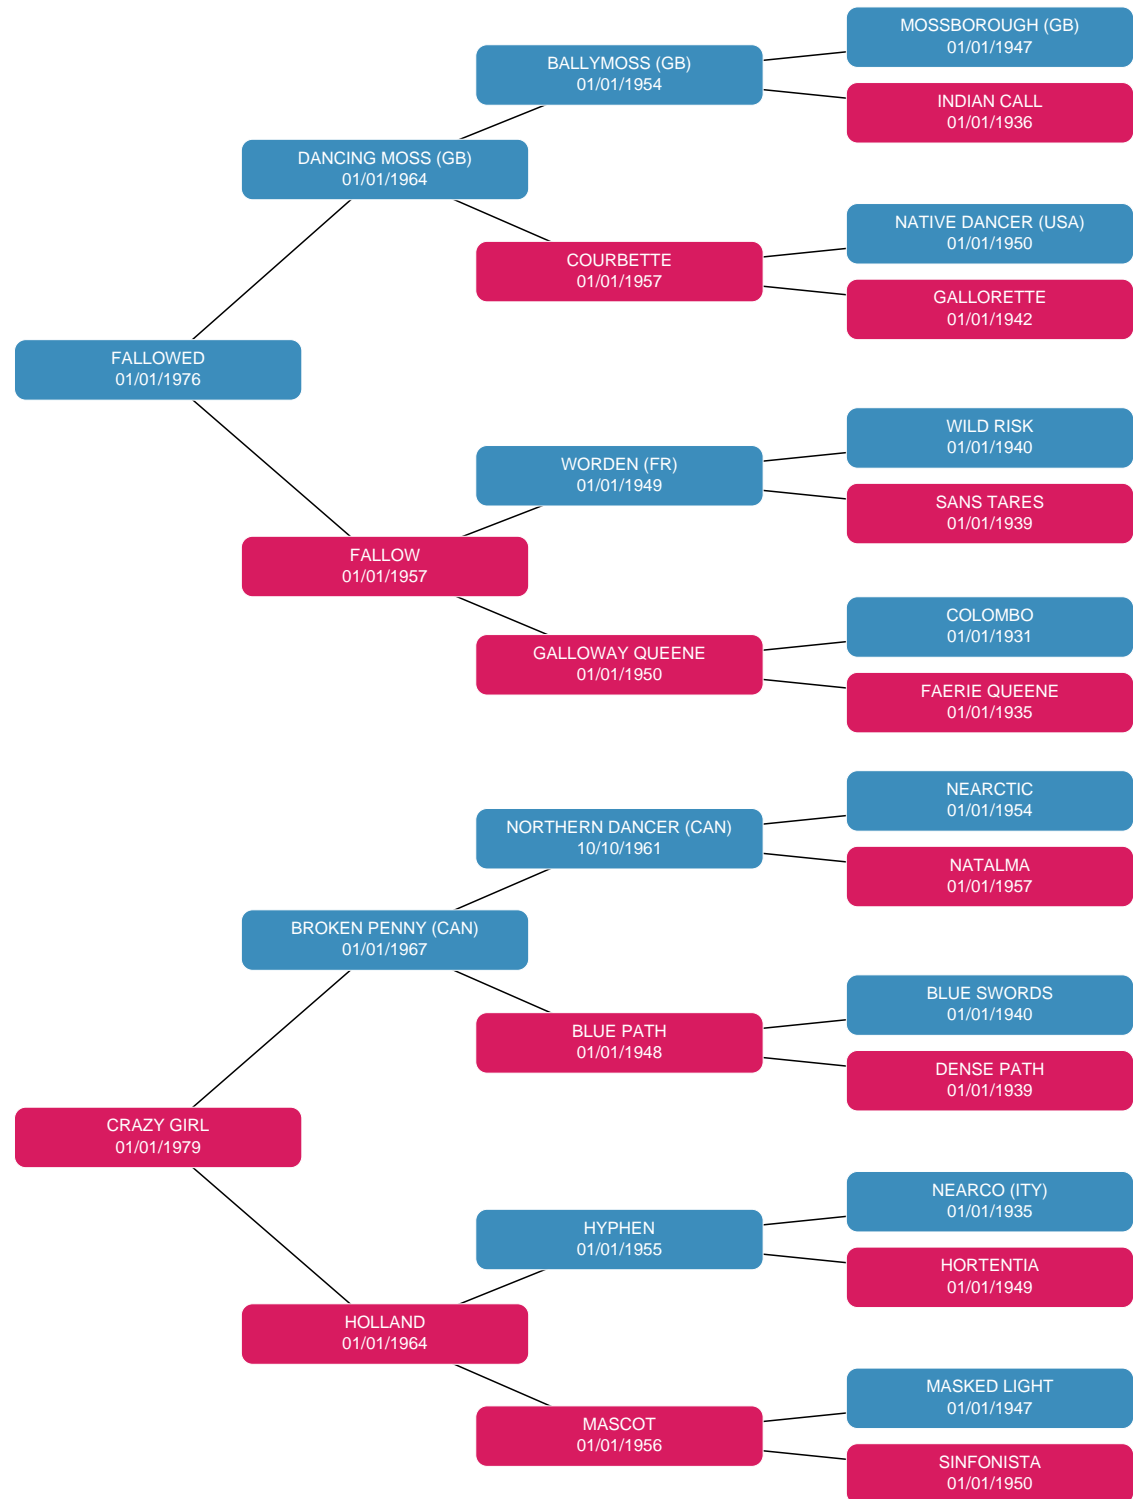 MOSSBOROUGH (GB)
01/01/1947
BALLYMOSS (GB)
01/01/1954
INDIAN CALL
01/01/1936
DANCING MOSS (GB)
01/01/1964
NATIVE DANCER (USA)
01/01/1950
COURBETTE
01/01/1957
GALLORETTE
01/01/1942
FALLOWED
01/01/1976
WILD RISK
01/01/1940
WORDEN (FR)
01/01/1949
SANS TARES
01/01/1939
FALLOW
01/01/1957
COLOMBO
01/01/1931
GALLOWAY QUEENE
01/01/1950
FAERIE QUEENE
01/01/1935
NEARCTIC
01/01/1954
NORTHERN DANCER (CAN)
10/10/1961
NATALMA
01/01/1957
BROKEN PENNY (CAN)
01/01/1967
BLUE SWORDS
01/01/1940
BLUE PATH
01/01/1948
DENSE PATH
01/01/1939
CRAZY GIRL
01/01/1979
NEARCO (ITY)
01/01/1935
HYPHEN
01/01/1955
HORTENTIA
01/01/1949
HOLLAND
01/01/1964
MASKED LIGHT
01/01/1947
MASCOT
01/01/1956
SINFONISTA
01/01/1950